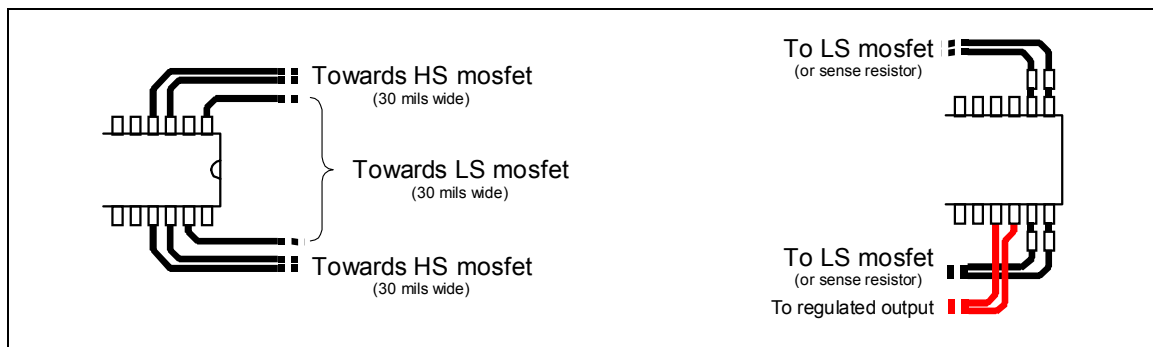 Towards HS mosfet
(30 mils wide)
Towards LS mosfet
(30 mils wide)
Towards HS mosfet
(30 mils wide)
To LS mosfet
(or sense resistor)
To LS mosfet
(or sense resistor)
To regulated output